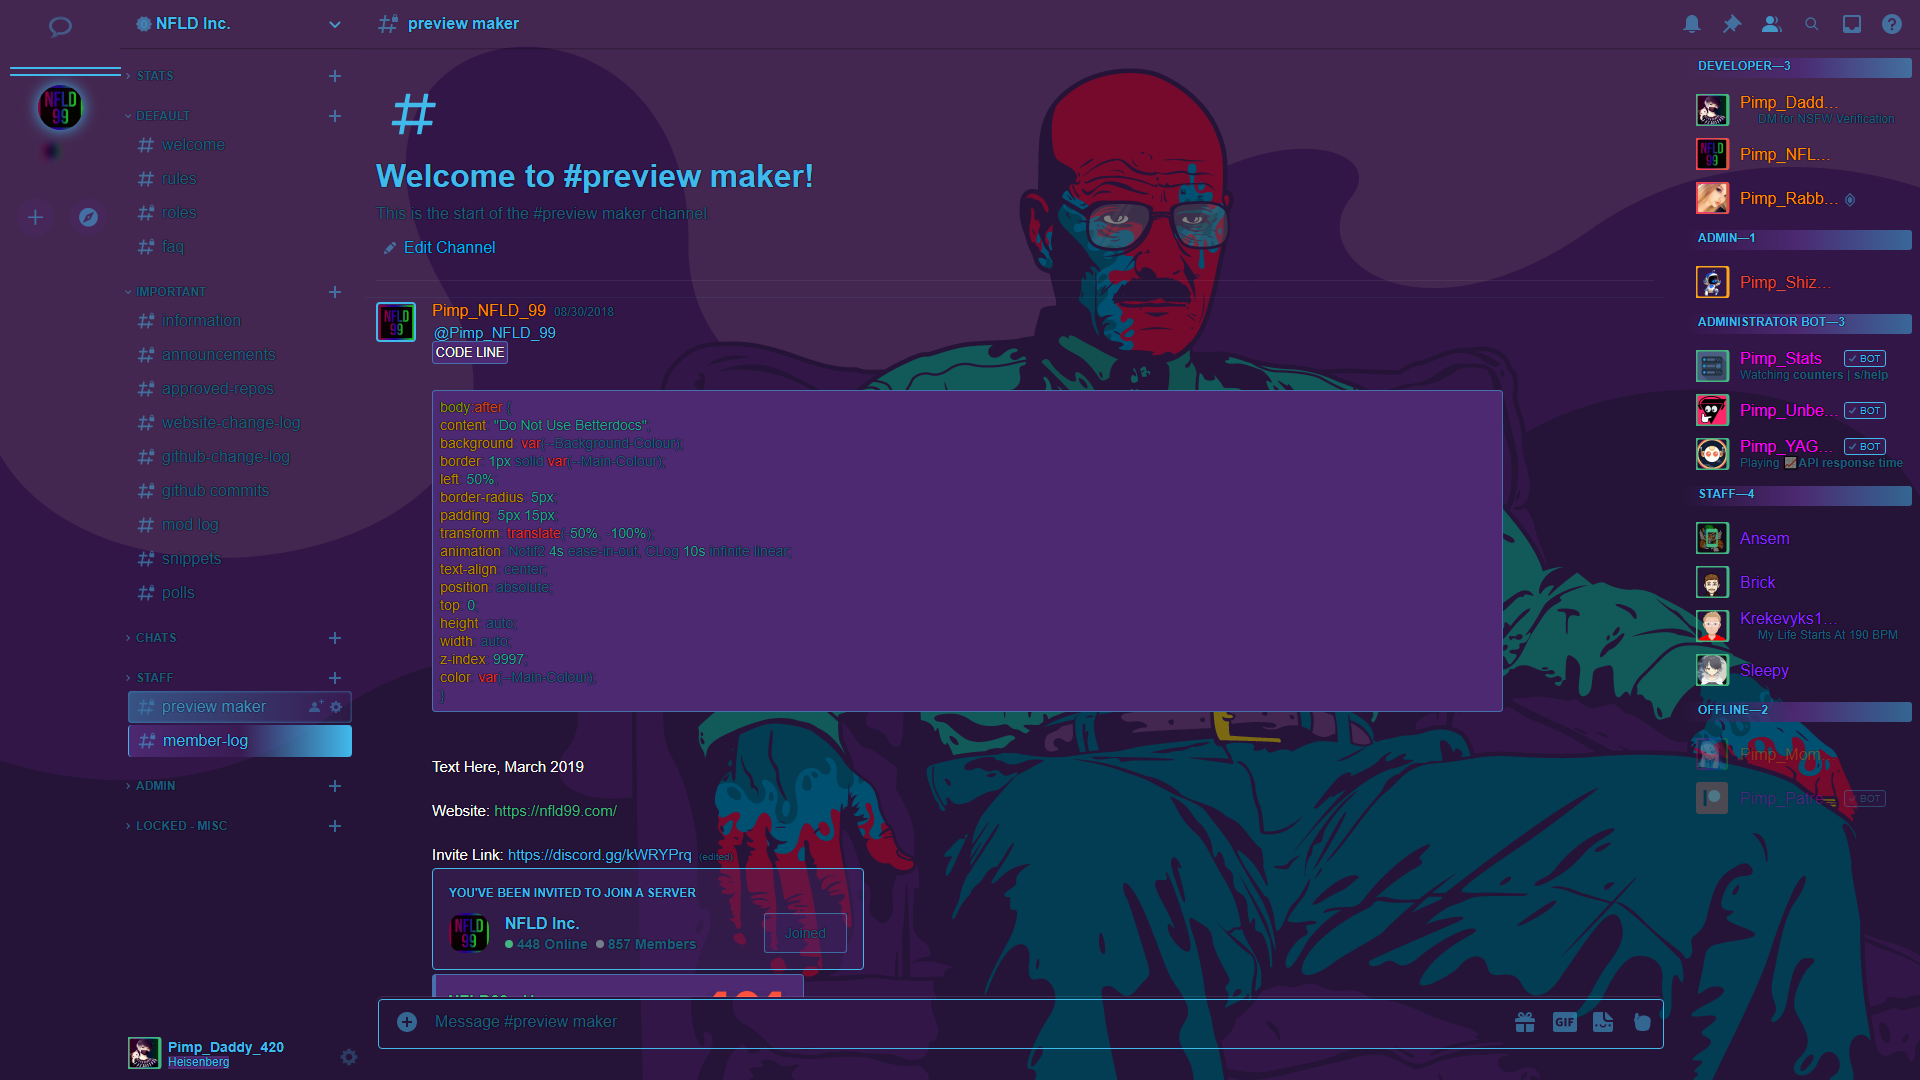 NFLD Inc.
preview maker
STATS
DEFAULT
welcome
rules
roles
faq
IMPORTANT
information
announcements
approved-repos
website-change-log
github-change-log
github commits
mod log
snippets
polls
CHATS
STAFF
preview maker
member-log
ADMIN
LOCKED - MISC
NFLD
99
Pimp_Daddy_420
Heisenberg
#
Welcome to #preview maker!
This is the start of the #preview maker channel.
Edit Channel
NFLD
99
Pimp_NFLD_99 08/30/2018
@Pimp_NFLD_99
CODE LINE
body:after {
content: "Do Not Use Betterdocs";
background: var(--Background-Colour);
border: 1px solid var(--Main-Colour);
left: 50%;
border-radius: 5px;
padding: 5px 15px;
transform: translate(-50%, -100%);
animation: Notif2 4s ease-in-out, CLog 10s infinite linear;
text-align: center;
position: absolute;
top: 0;
height: auto;
width: auto;
z-index: 9997;
color: var(--Main-Colour);
}
Text Here, March 2019
Website: https://nfld99.com/
Invite Link: https://discord.gg/kWRYPrq (edited)
YOU'VE BEEN INVITED TO JOIN A SERVER
NFLD
99
NFLD Inc.
448 Online 857 Members
Joined
Message #preview maker
GIF
DEVELOPER—3
Pimp_Dadd...
DM for NSFW Verification
NFLD
99
Pimp_NFL...
Pimp_Rabb...
ADMIN—1
Pimp_Shiz...
ADMINISTRATOR BOT—3
Pimp_Stats ✓ BOT
Watching counters | s/help
Pimp_Unbe... ✓ BOT
Pimp_YAG... ✓ BOT
Playing API response time
STAFF—4
Ansem
Brick
Krekevyks1...
My Life Starts At 190 BPM
Sleepy
OFFLINE—2
Pimp_Mom...
Pimp_Patre... ✓ BOT